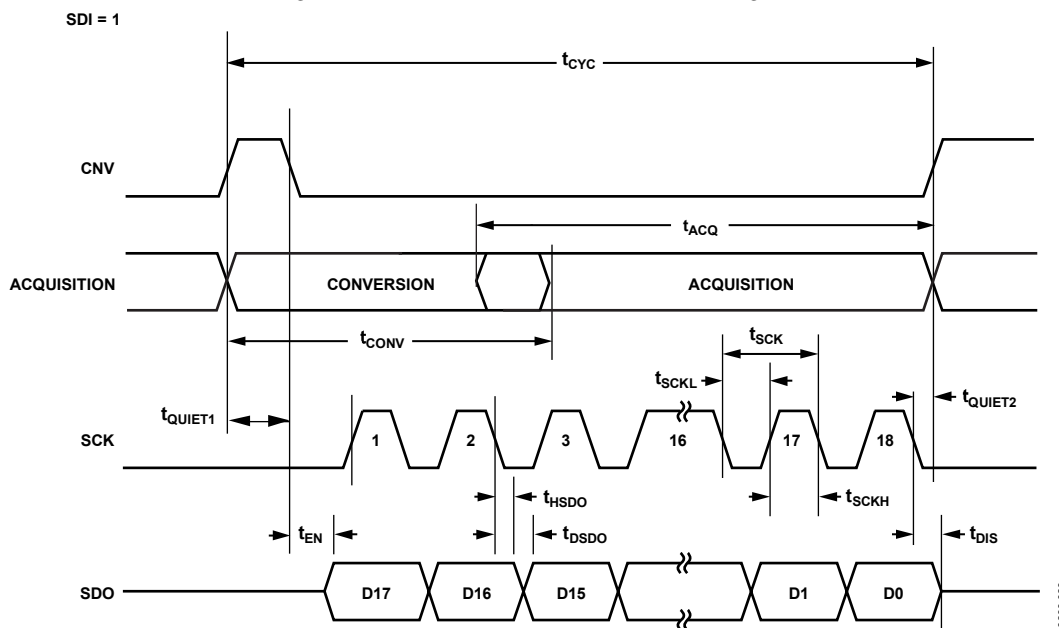 SDI = 1
tCYC
CNV
tACQ
ACQUISITION
CONVERSION
ACQUISITION
tCONV
tSCK
tSCKL
tQUIET1
tQUIET2
SCK
1
2
3
16
17
18
tHSDO
tSCKH
tEN
tDSDO
tDIS
SDO
D17
D16
D15
D1
D0